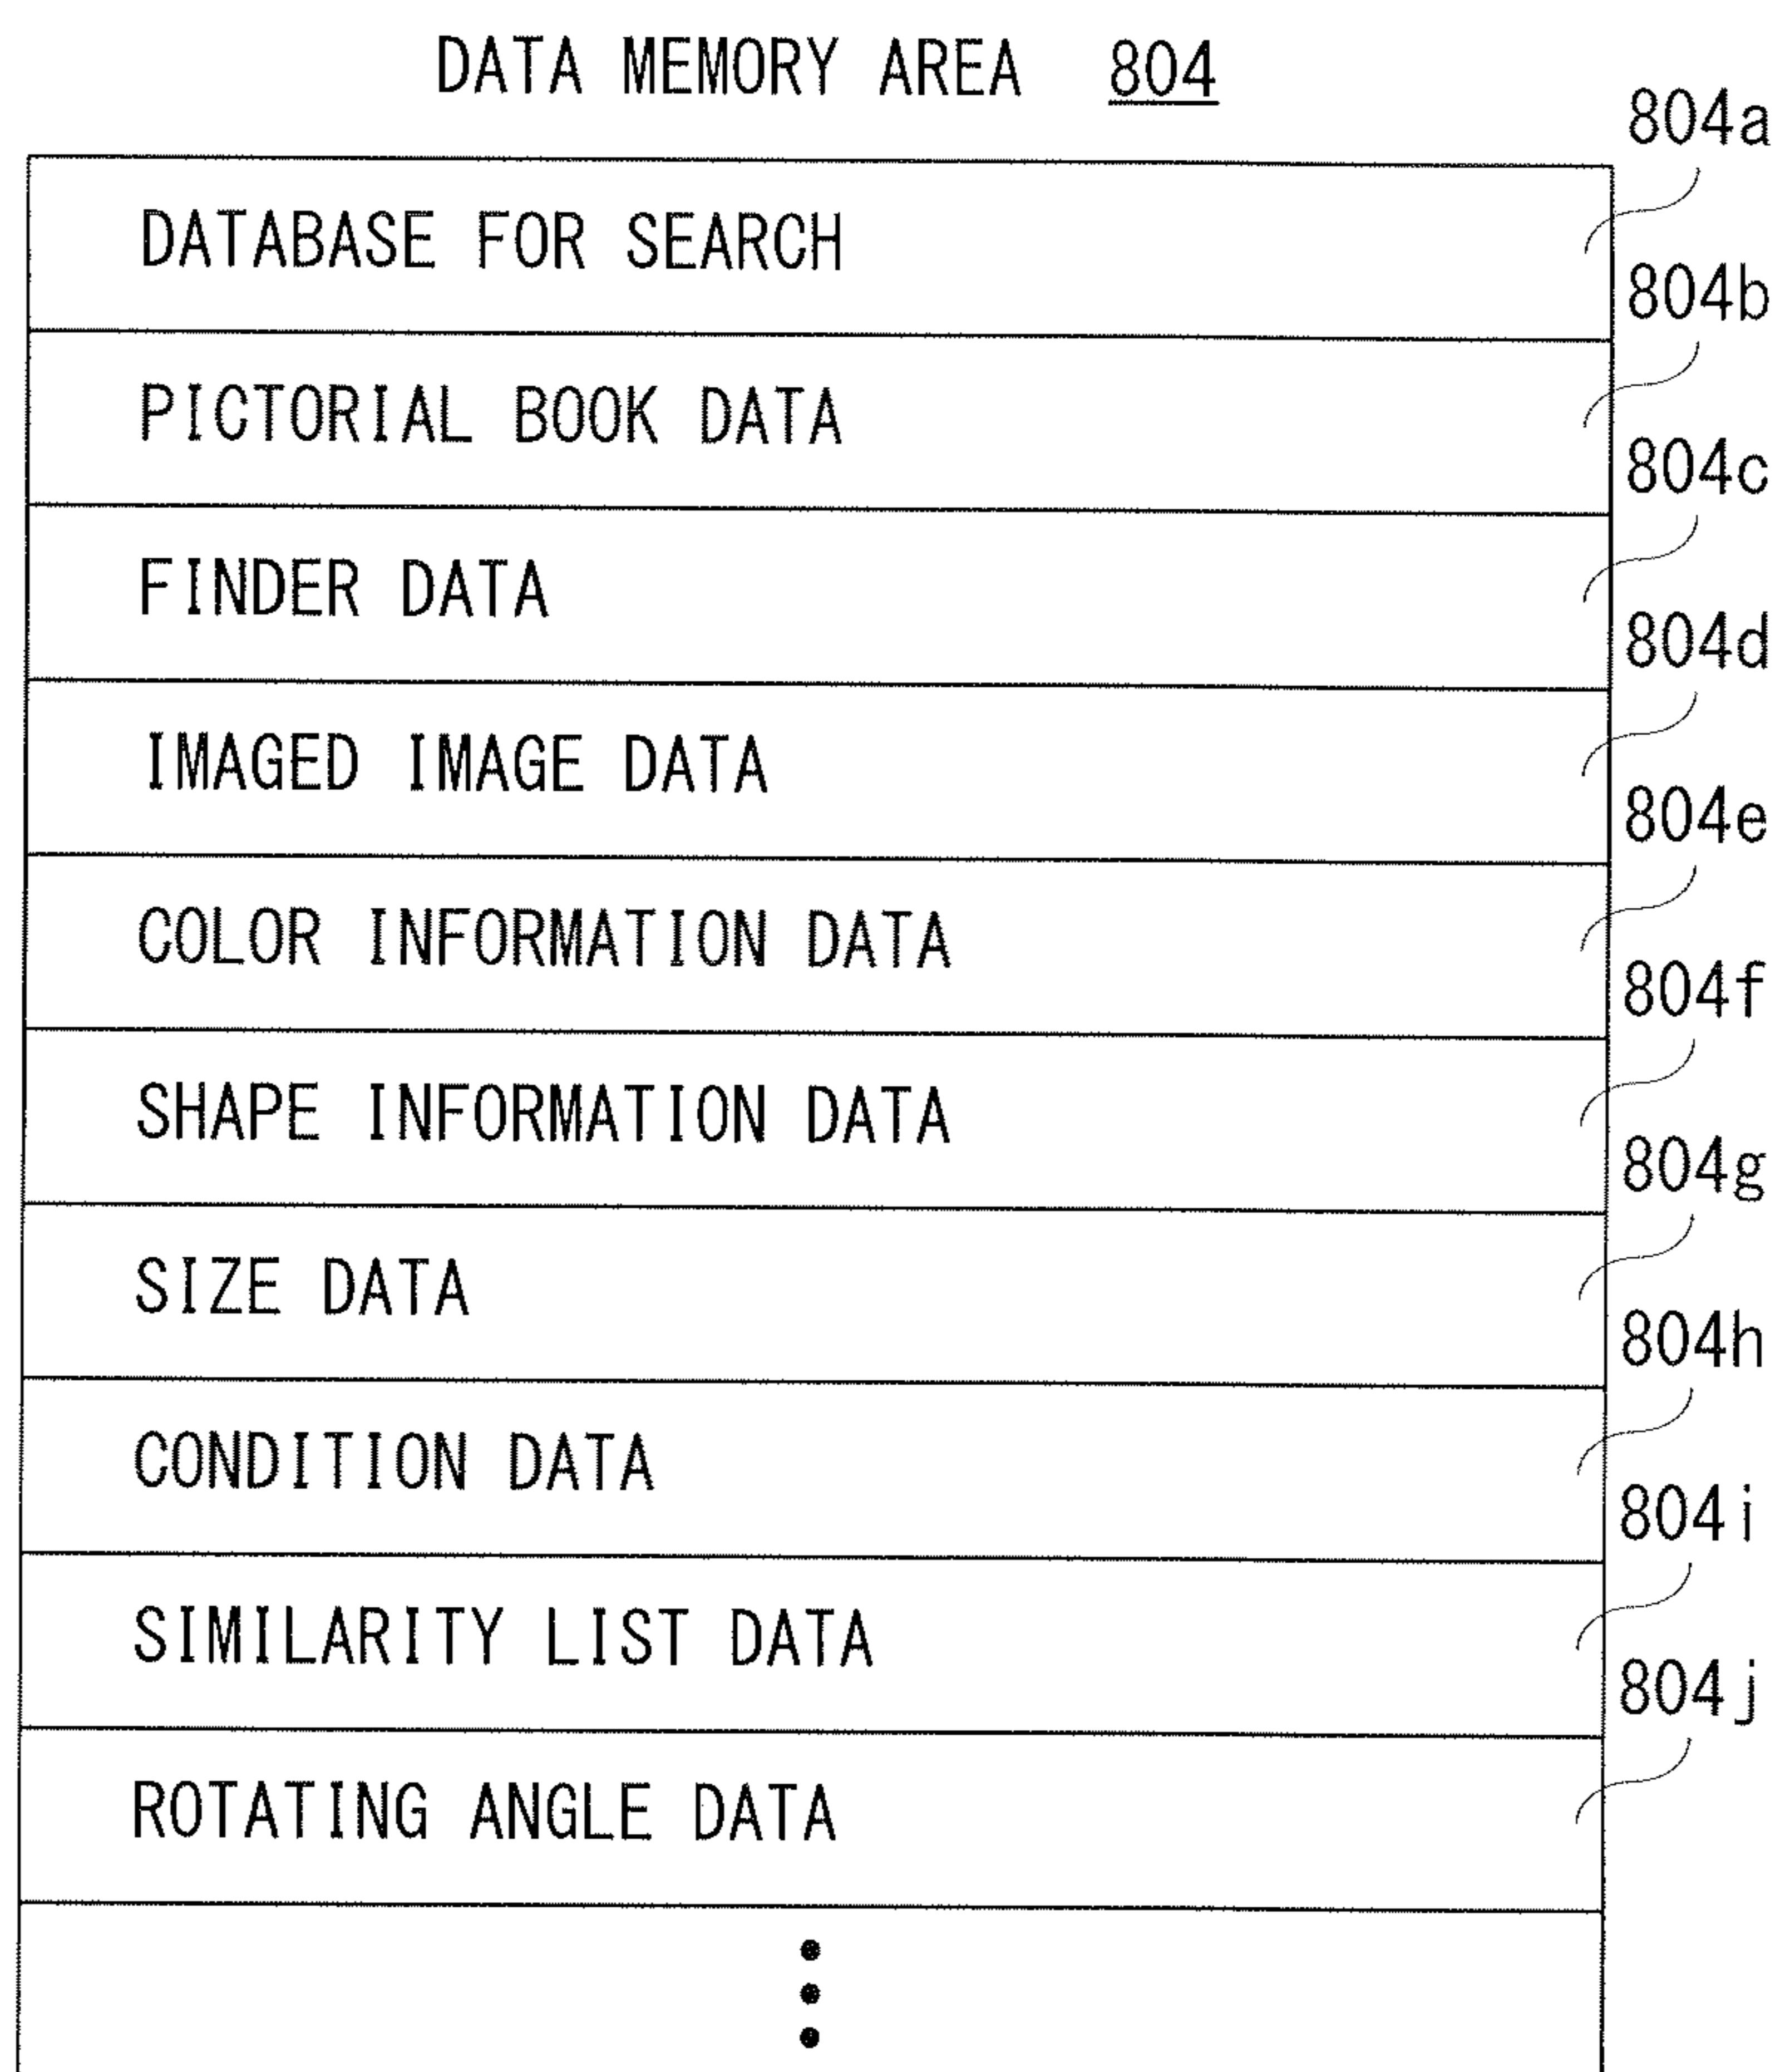 DATA MEMORY AREA 804
804a
DATABASE FOR SEARCH
804b
PICTORIAL BOOK DATA
804c
FINDER DATA
804d
IMAGED IMAGE DATA
804e
COLOR INFORMATION DATA
804f
SHAPE INFORMATION DATA
804g
SIZE DATA
804h
CONDITION DATA
804i
SIMILARITY LIST DATA
804j
ROTATING ANGLE DATA